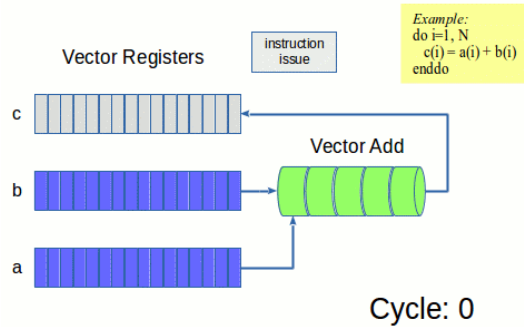 Example:
do i=1, N
c(i) = a(i) + b(i)
enddo
Vector Registers
instruction
issue
c
Vector Add
b
a
Cycle: 0